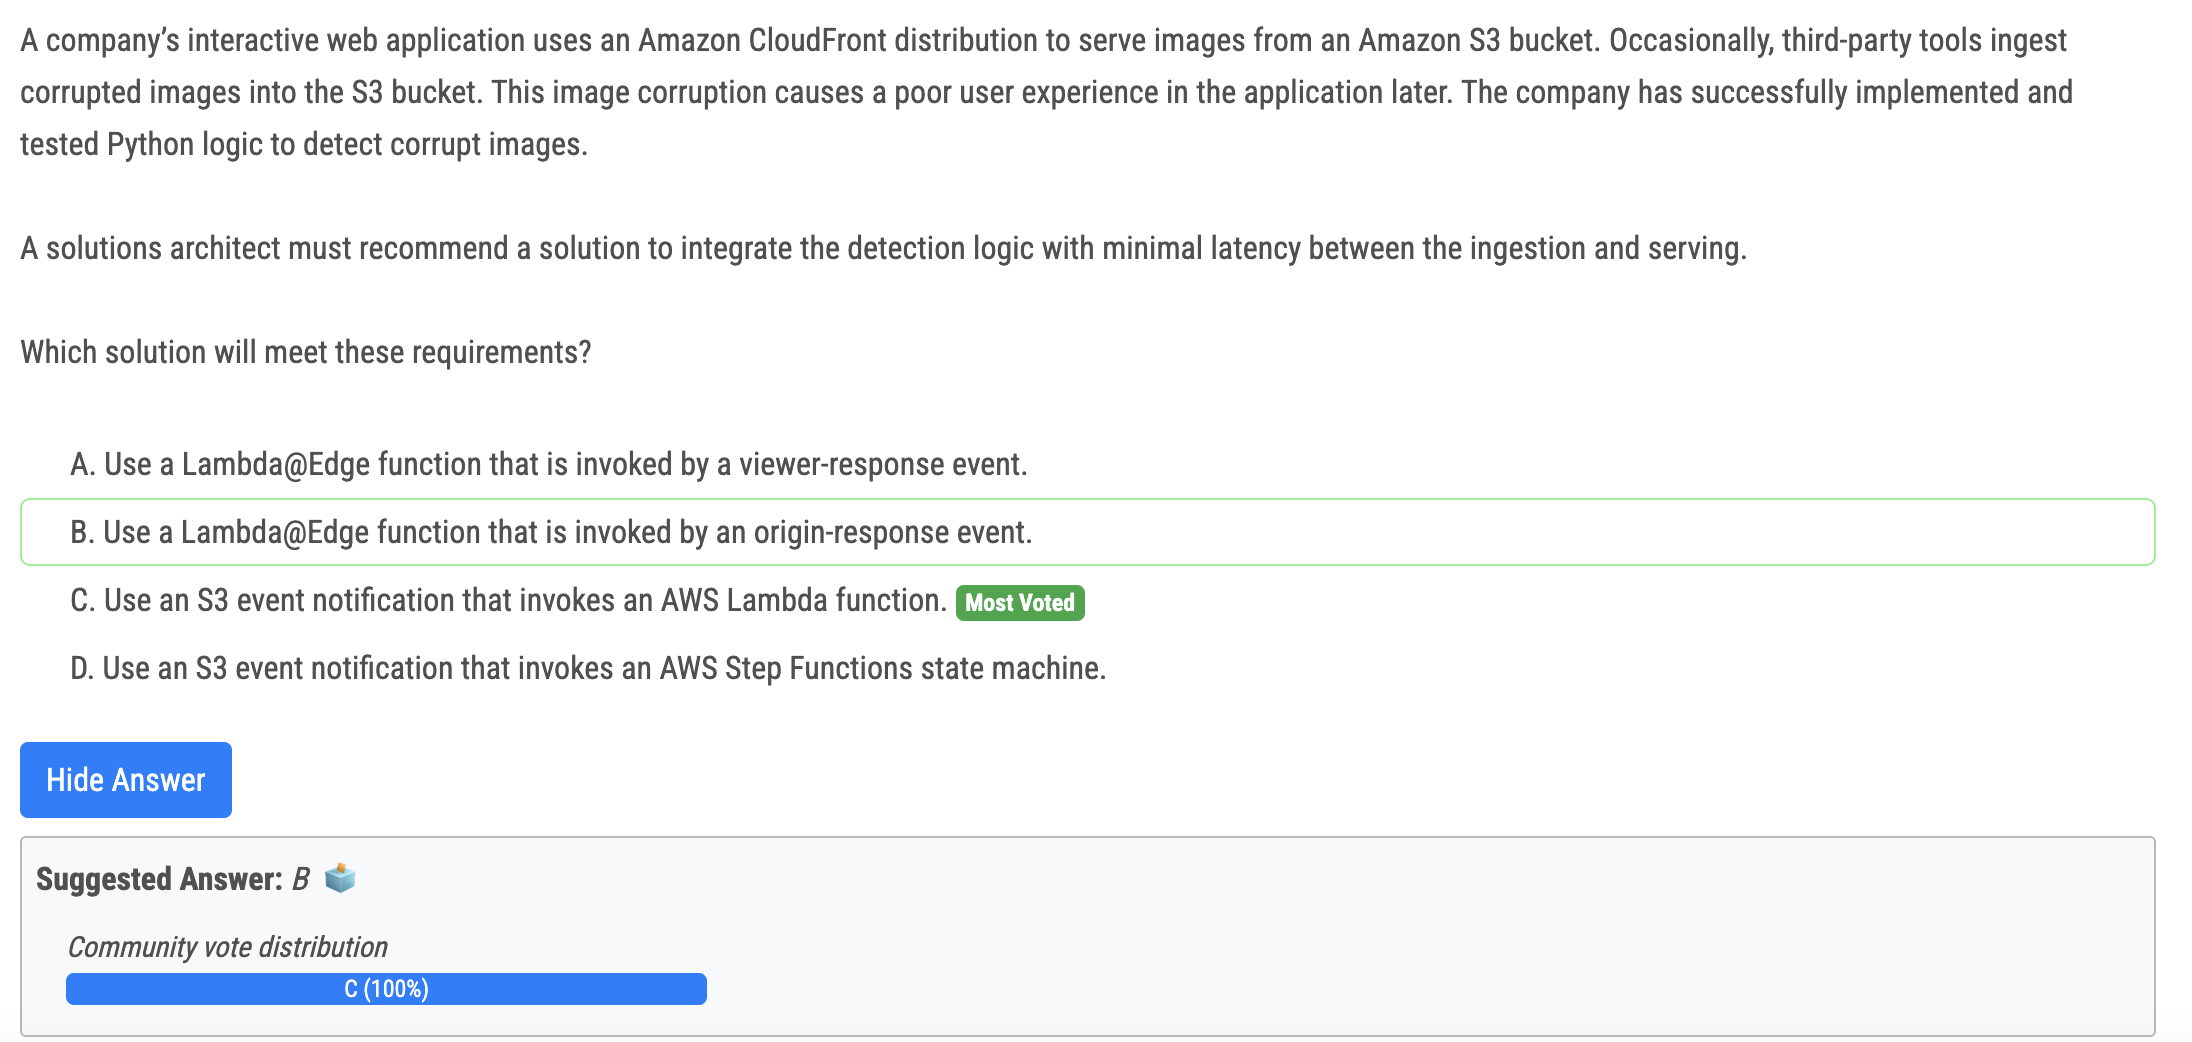 A company’s interactive web application uses an Amazon CloudFront distribution to serve images from an Amazon S3 bucket. Occasionally, third-party tools ingest
corrupted images into the S3 bucket. This image corruption causes a poor user experience in the application later. The company has successfully implemented and
tested Python logic to detect corrupt images.
A solutions architect must recommend a solution to integrate the detection logic with minimal latency between the ingestion and serving.
Which solution will meet these requirements?
A. Use a Lambda@Edge function that is invoked by a viewer-response event.
B. Use a Lambda@Edge function that is invoked by an origin-response event.
C. Use an S3 event notification that invokes an AWS Lambda function. Most Voted
D. Use an S3 event notification that invokes an AWS Step Functions state machine.
Hide Answer
Suggested Answer: B
Community vote distribution
C (100%)